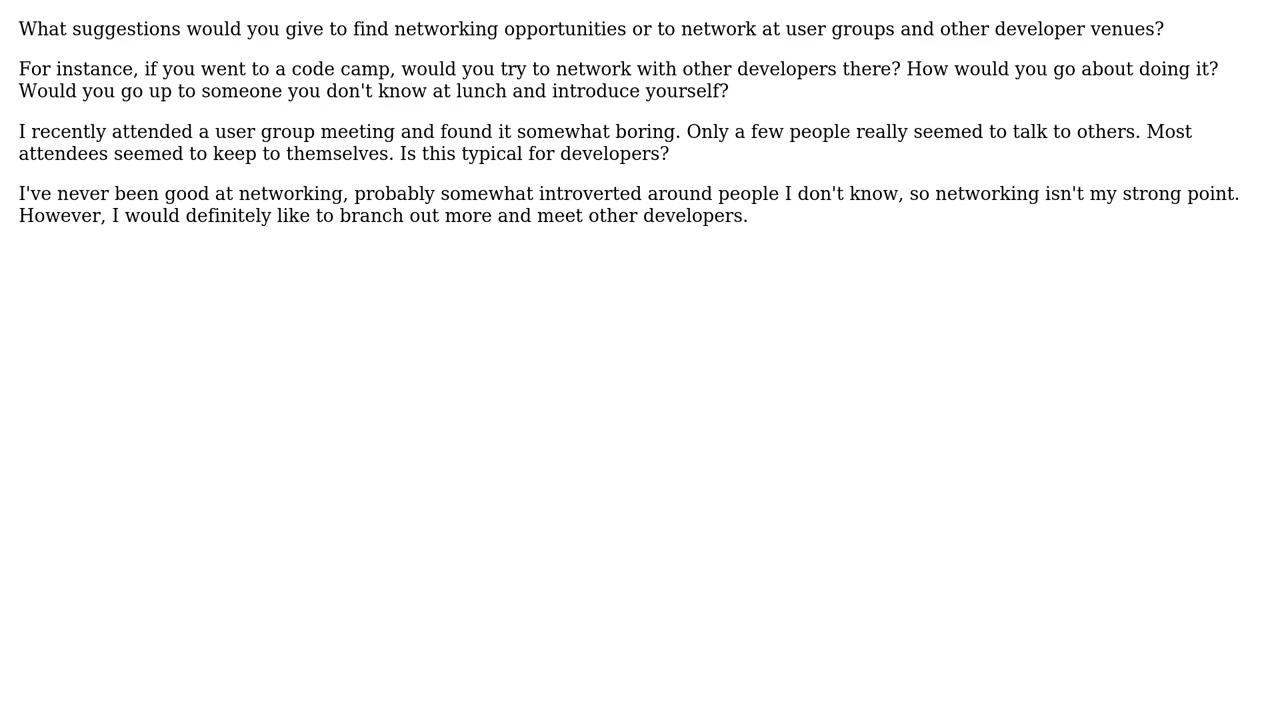 What suggestions would you give to find networking opportunities or to network at user groups and other developer venues?
For instance, if you went to a code camp, would you try to network with other developers there? How would you go about doing it?
Would you go up to someone you don't know at lunch and introduce yourself?
I recently attended a user group meeting and found it somewhat boring. Only a few people really seemed to talk to others. Most
attendees seemed to keep to themselves. Is this typical for developers?
I've never been good at networking, probably somewhat introverted around people I don't know, so networking isn't my strong point.
However, I would definitely like to branch out more and meet other developers.